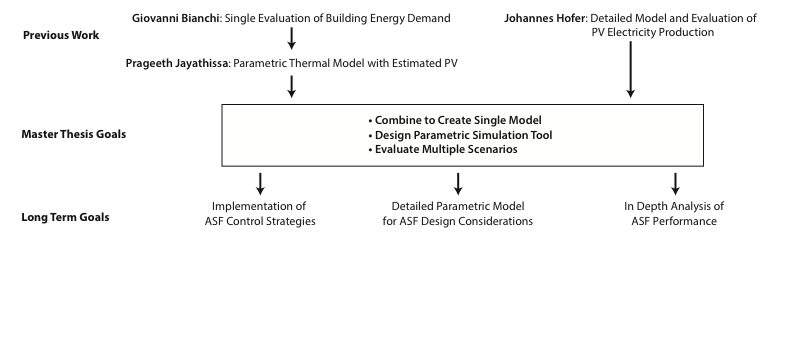 Previous Work
Giovanni Bianchi: Single Evaluation of Building Energy Demand
Johannes Hofer: Detailed Model and Evaluation of
PV Electricity Production
Prageeth Jayathissa: Parametric Thermal Model with Estimated PV
Master Thesis Goals
• Combine to Create Single Model
• Design Parametric Simulation Tool
• Evaluate Multiple Scenarios
Long Term Goals
Implementation of
ASF Control Strategies
Detailed Parametric Model
for ASF Design Considerations
In Depth Analysis of
ASF Performance